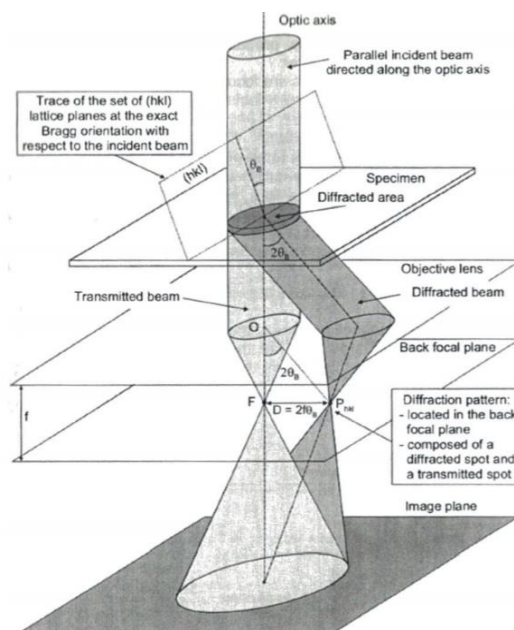 Optic axis
Parallel incident beam
directed along the optic axis
Trace of the set of (hkl)
lattice planes at the exact
Bragg orientation with
respect to the incident beam
(hkl)
θB
Specimen
Diffracted area
2θB
Objective lens
Transmitted beam
Diffracted beam
O
Back focal plane
2θB
F
D = 2fθB
Phkl
f
Diffraction pattern:
- located in the back
focal plane
- composed of a
diffracted spot and
a transmitted spot
Image plane